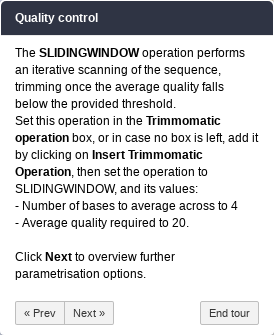 Quality control
The SLIDINGWINDOW operation performs
an iterative scanning of the sequence,
trimming once the average quality falls
below the provided threshold.
Set this operation in the Trimmomatic
operation box, or in case no box is left, add it
by clicking on Insert Trimmomatic
Operation, then set the operation to
SLIDINGWINDOW, and its values:
- Number of bases to average across to 4
- Average quality required to 20.
Click Next to overview further
parametrisation options.
« Prev Next » End tour